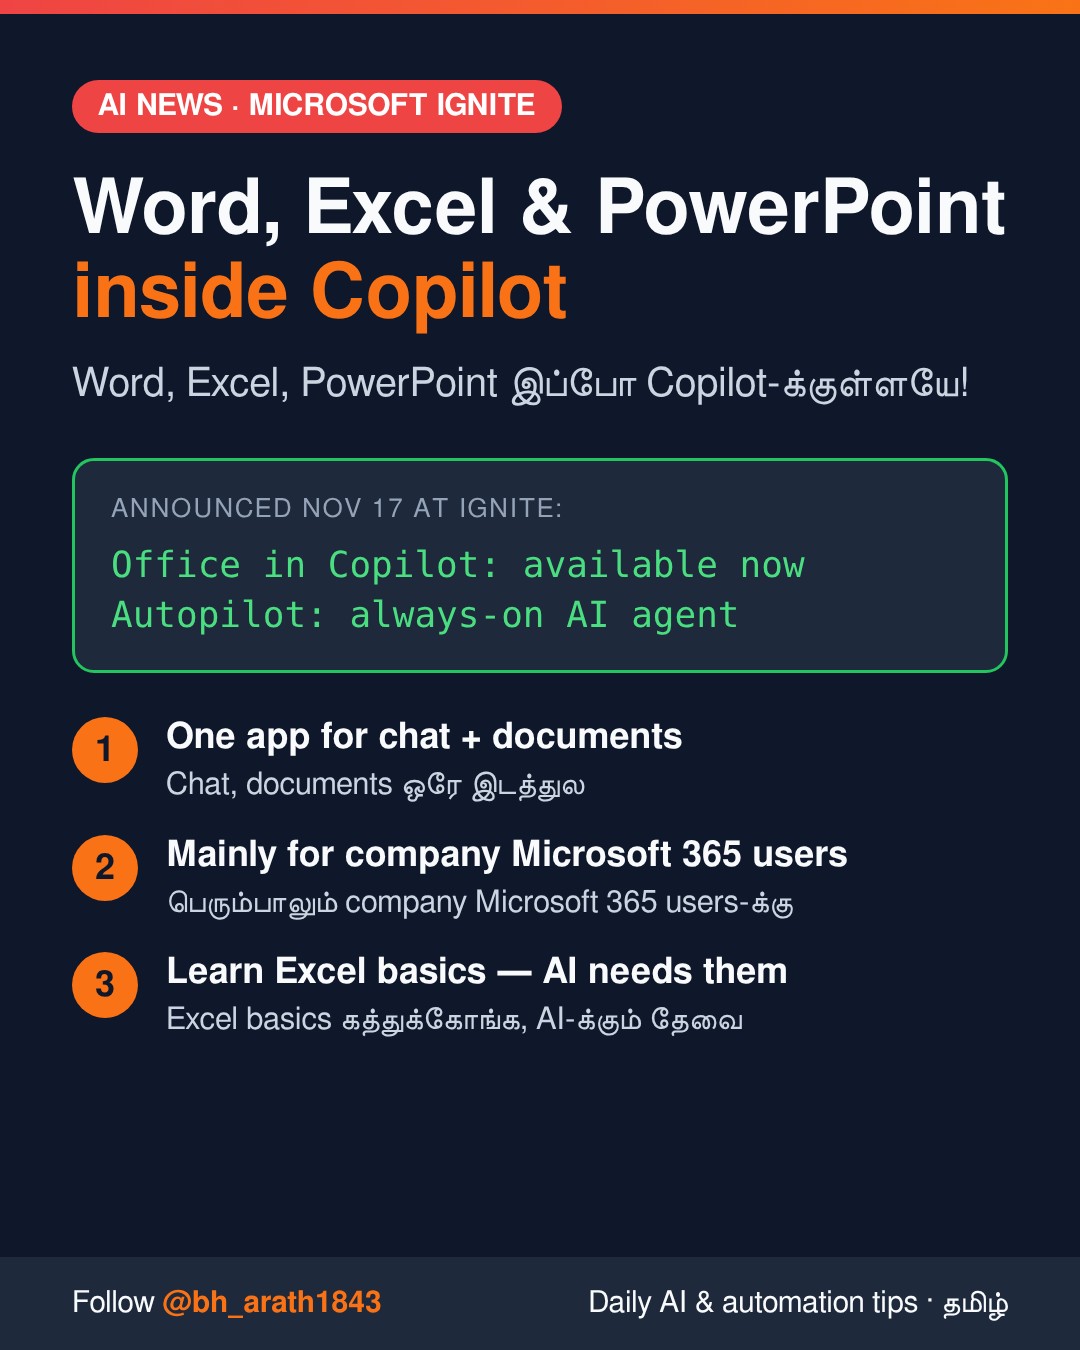 AI NEWS · MICROSOFT IGNITE
Word, Excel & PowerPoint
inside Copilot
Word, Excel, PowerPoint இப்போ Copilot-க்குள்ளயே!
ANNOUNCED NOV 17 AT IGNITE:
Office in Copilot: available now
Autopilot: always-on AI agent
1
One app for chat + documents
Chat, documents ஒரே இடத்துல
2
Mainly for company Microsoft 365 users
பெரும்பாலும் company Microsoft 365 users-க்கு
3
Learn Excel basics — AI needs them
Excel basics கத்துக்கோங்க, AI-க்கும் தேவை
Follow @bh_arath1843
Daily AI & automation tips · தமிழ்